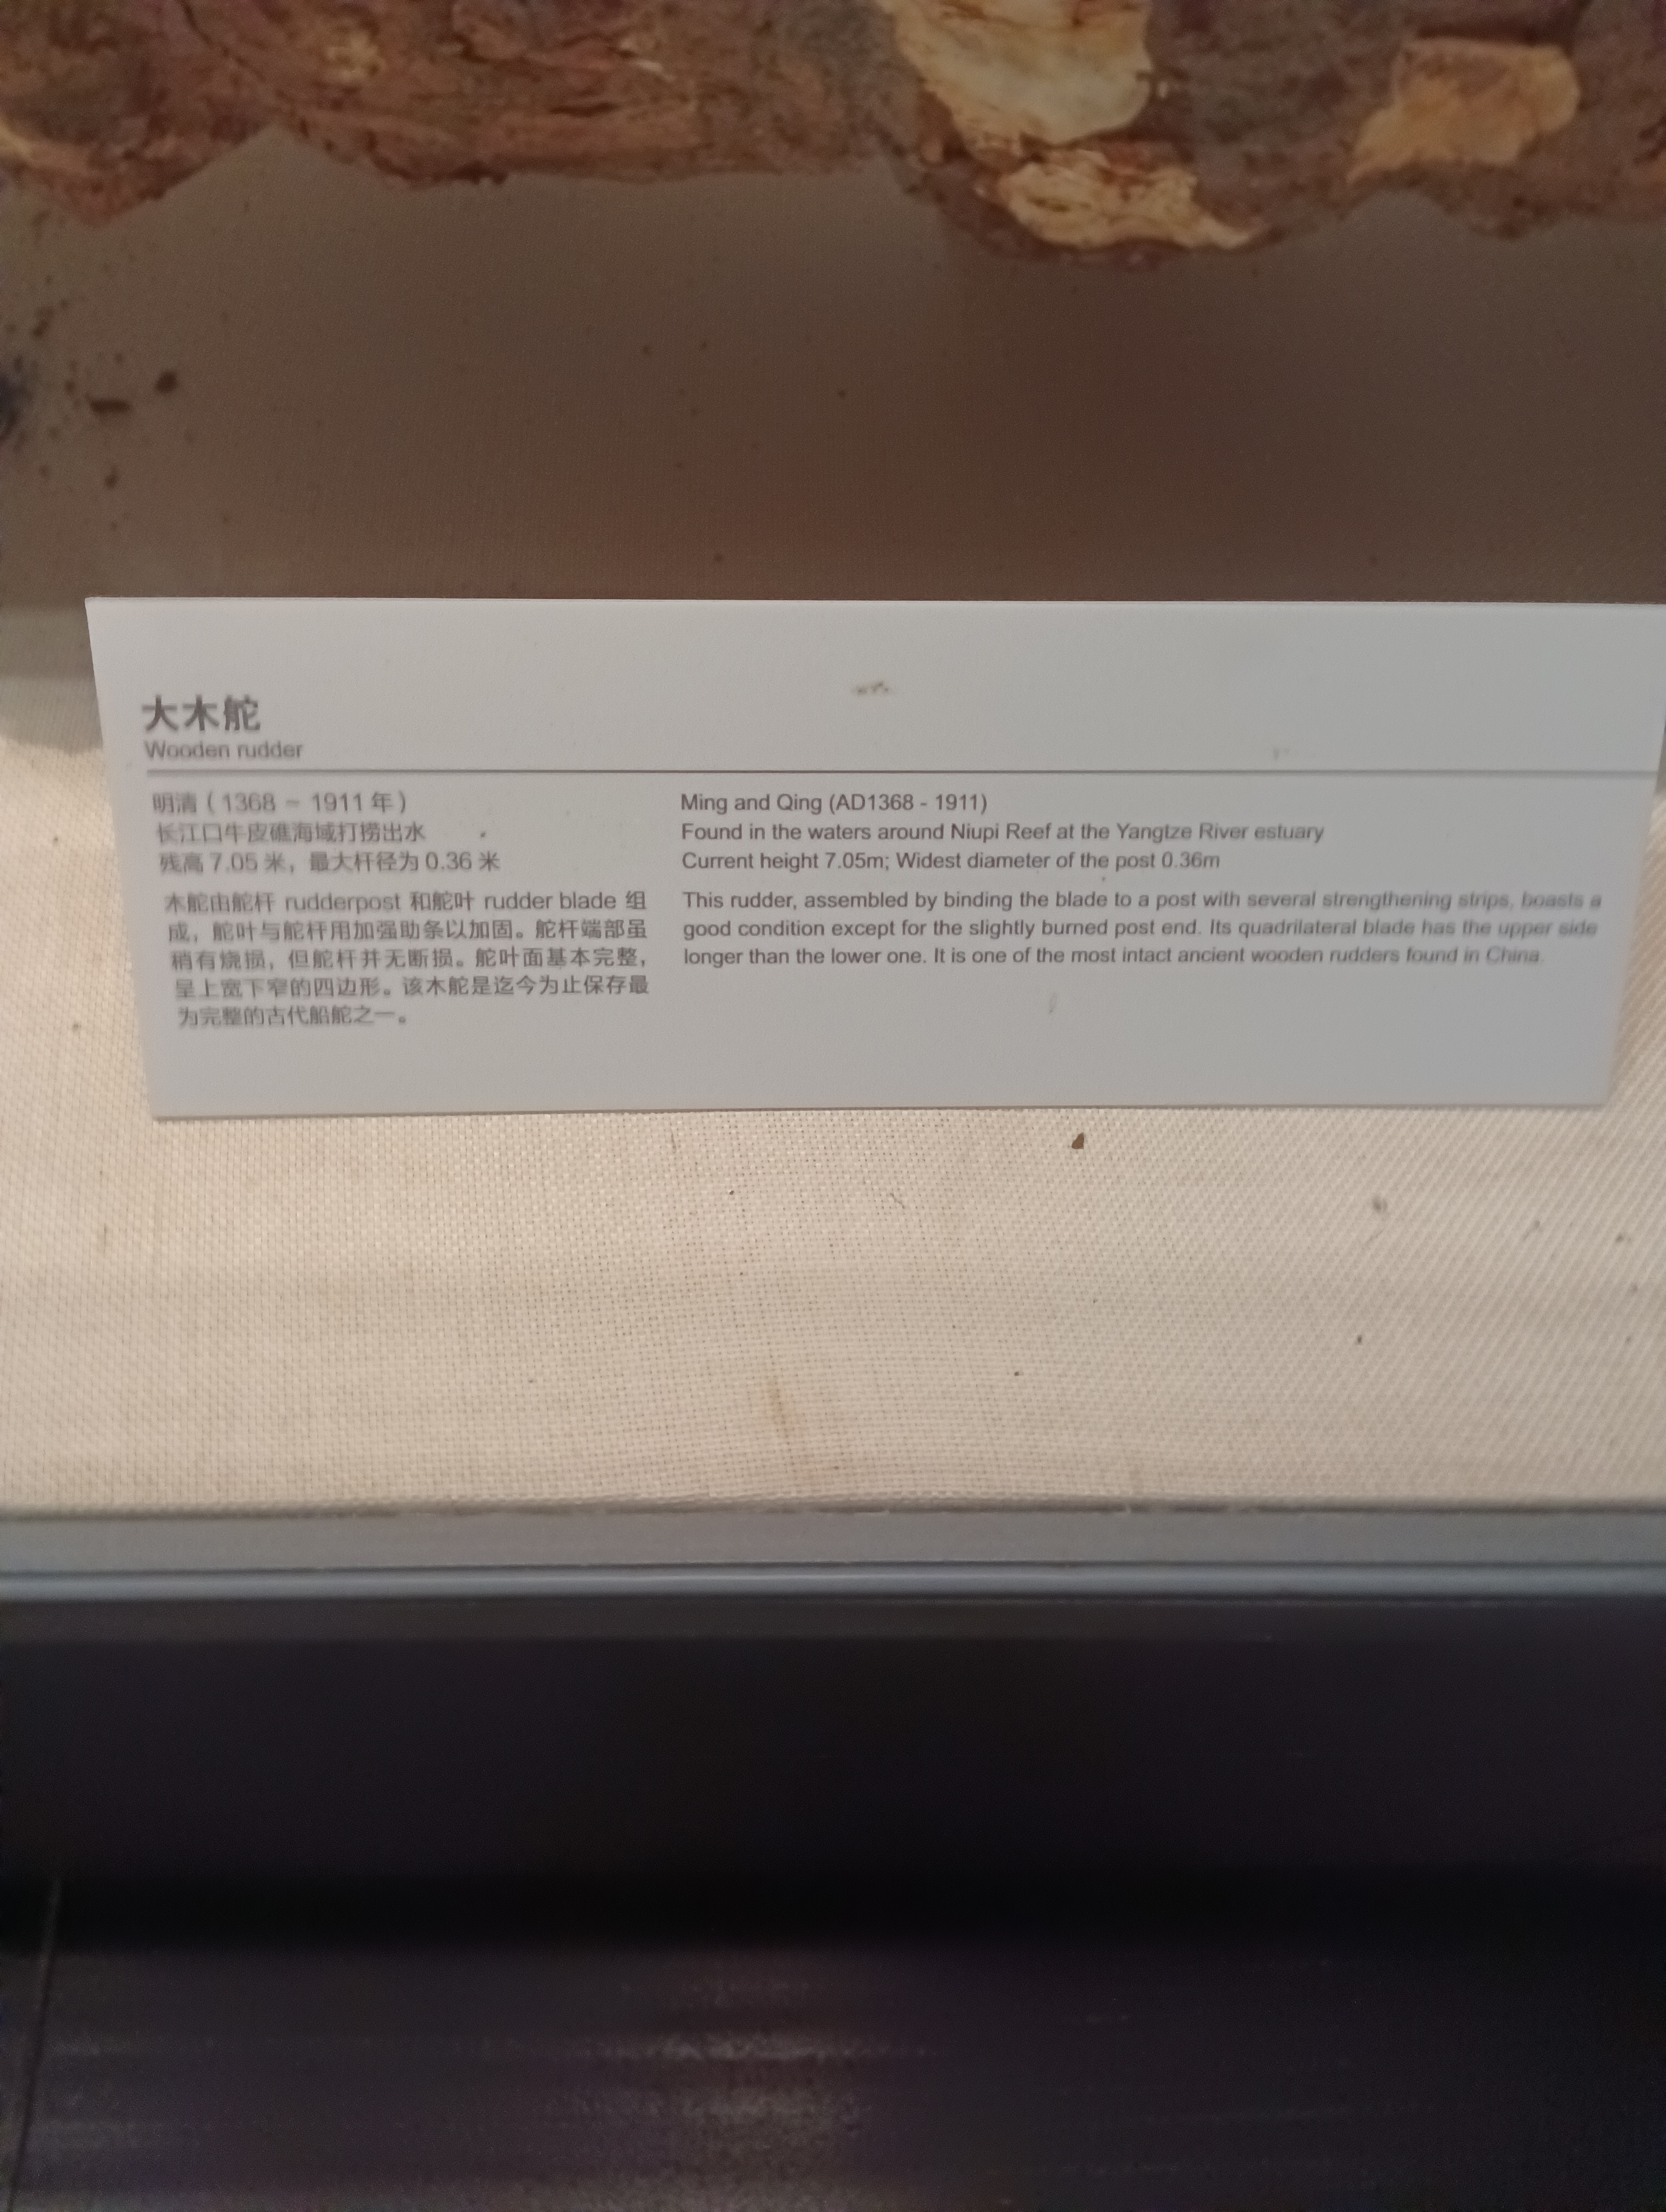 大木舵
Wooden rudder
明清（1368 - 1911 年）
长江口牛皮礁海域打捞出水
残高 7.05 米，最大杆径为 0.36 米
木舵由舵杆 rudderpost 和舵叶 rudder blade 组
成，舵叶与舵杆用加强助条以加固。舵杆端部虽
稍有烧损，但舵杆并无断损。舵叶面基本完整，
呈上宽下窄的四边形。该木舵是迄今为止保存最
为完整的古代船舵之一。
Ming and Qing (AD1368 - 1911)
Found in the waters around Niupi Reef at the Yangtze River estuary
Current height 7.05m; Widest diameter of the post 0.36m
This rudder, assembled by binding the blade to a post with several strengthening strips, boasts a
good condition except for the slightly burned post end. Its quadrilateral blade has the upper side
longer than the lower one. It is one of the most intact ancient wooden rudders found in China.